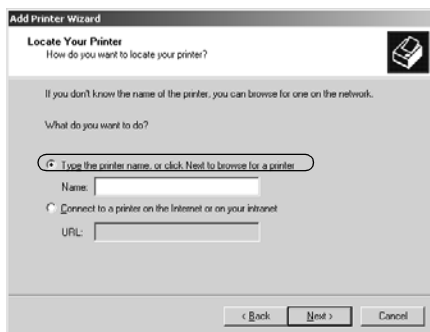 Add Printer Wizard
Locate Your Printer
How do you want to locate your printer?
If you don't know the name of the printer, you can browse for one on the network.
What do you want to do?
Type the printer name, or click Next to browse for a printer
Name:
Connect to a printer on the Internet or on your intranet
URL:
< Back Next > Cancel